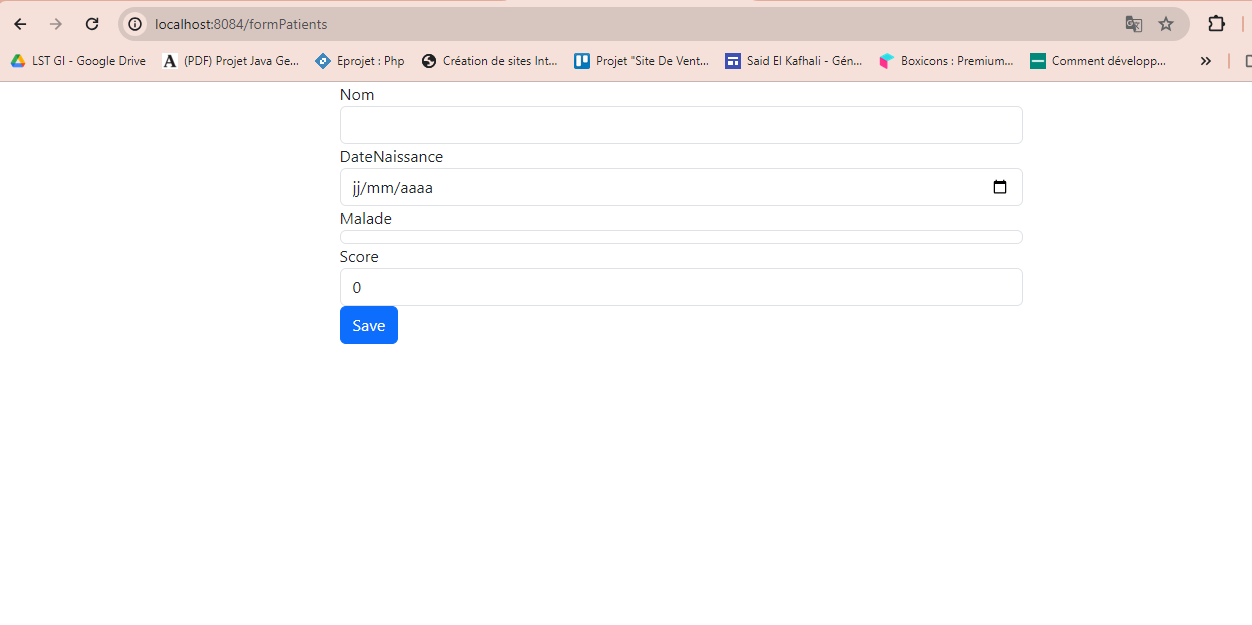 localhost:8084/formPatients
LST GI - Google Drive (PDF) Projet Java Ge... Eprojet : Php Création de sites Int... Projet "Site De Vent... Said El Kafhali - Gén... Boxicons : Premium... Comment développ...
Nom
DateNaissance
jj/mm/aaaa
Malade
Score
0
Save